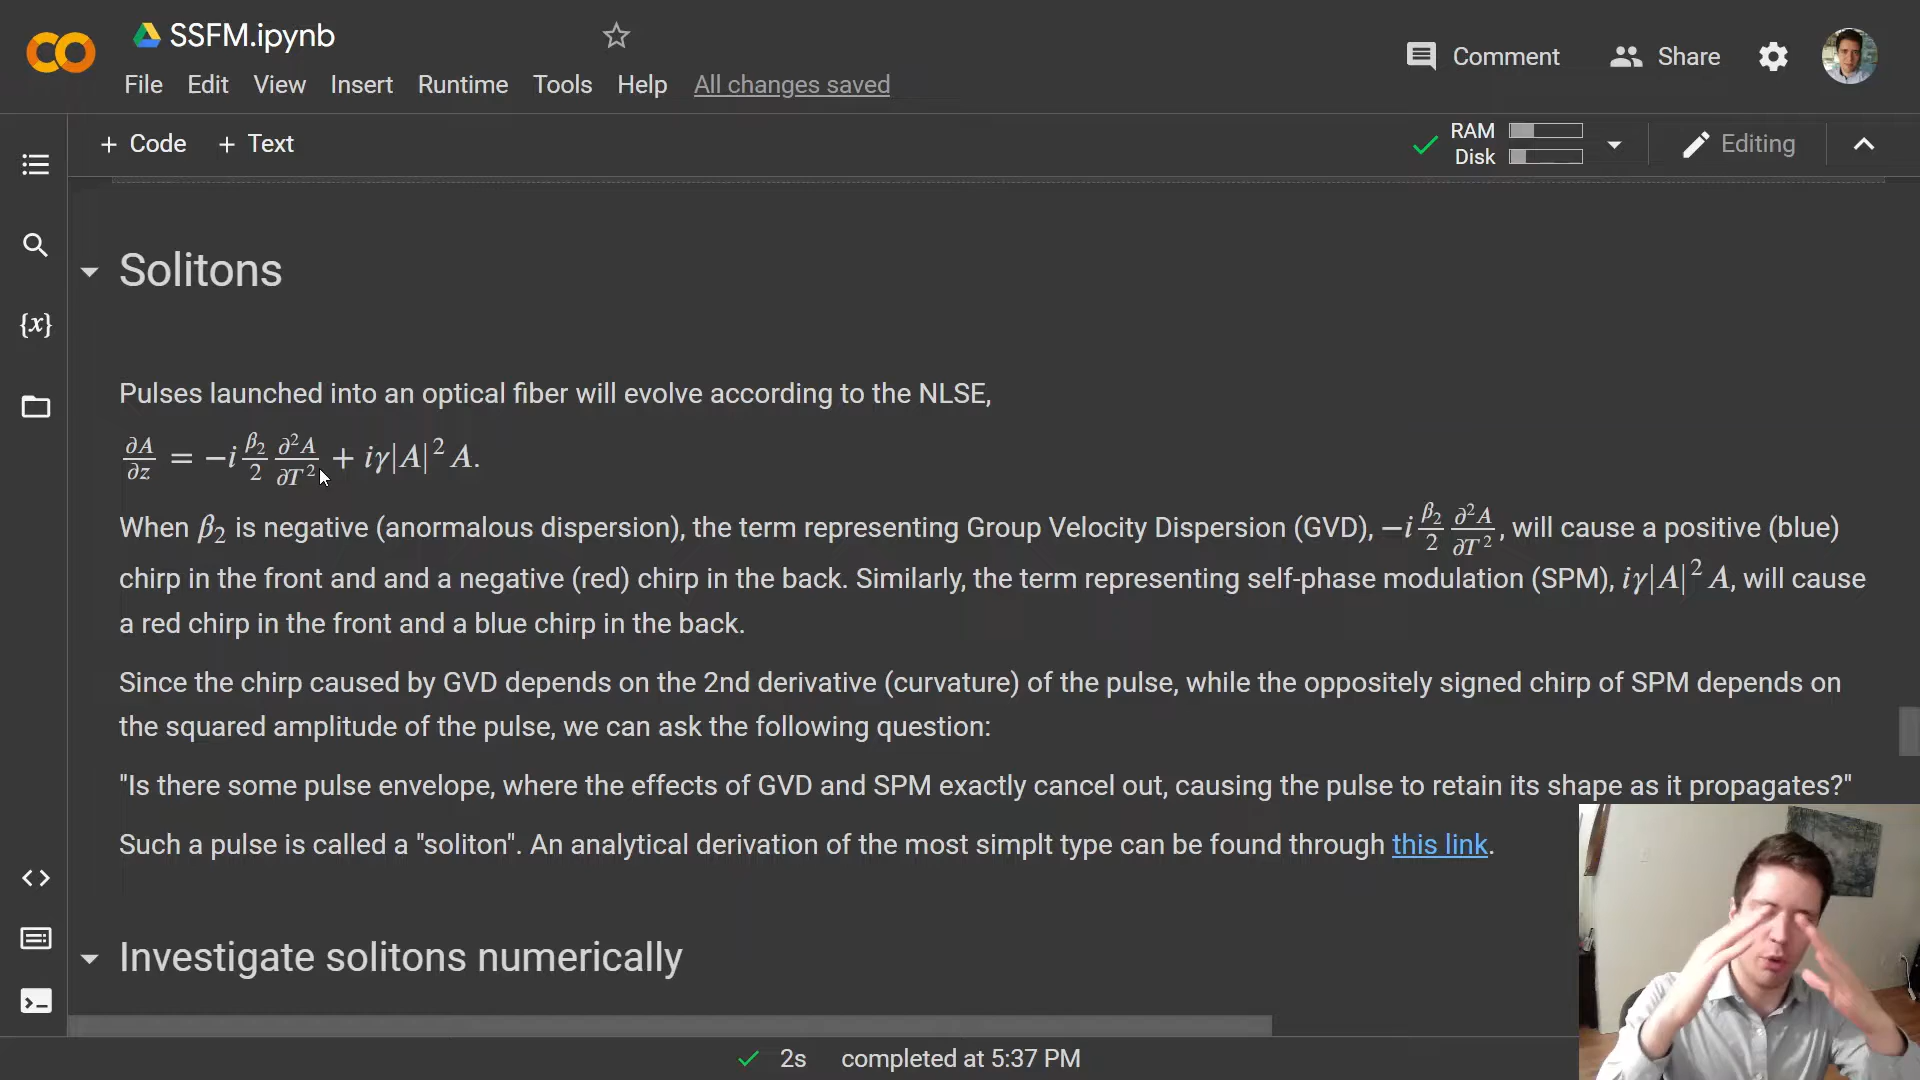 SSFM.ipynb
Comment
Share
File Edit View Insert Runtime Tools Help All changes saved
+ Code + Text
RAM
Disk
Editing
{x}
Solitons
Pulses launched into an optical fiber will evolve according to the NLSE,
∂A/∂z = −i β₂/2 ∂²A/∂T² + iγ|A|² A.
When β₂ is negative (anormalous dispersion), the term representing Group Velocity Dispersion (GVD), −i β₂/2 ∂²A/∂T², will cause a positive (blue)
chirp in the front and and a negative (red) chirp in the back. Similarly, the term representing self-phase modulation (SPM), iγ|A|² A, will cause
a red chirp in the front and a blue chirp in the back.
Since the chirp caused by GVD depends on the 2nd derivative (curvature) of the pulse, while the oppositely signed chirp of SPM depends on
the squared amplitude of the pulse, we can ask the following question:
"Is there some pulse envelope, where the effects of GVD and SPM exactly cancel out, causing the pulse to retain its shape as it propagates?"
Such a pulse is called a "soliton". An analytical derivation of the most simplt type can be found through this link.
Investigate solitons numerically
2s completed at 5:37 PM